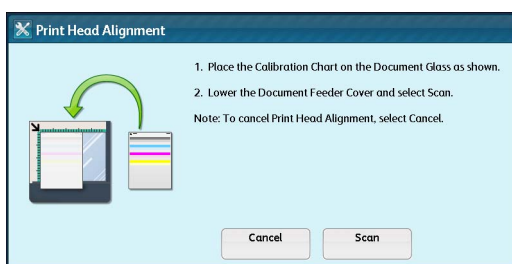 Print Head Alignment
1. Place the Calibration Chart on the Document Glass as shown.
2. Lower the Document Feeder Cover and select Scan.
Note: To cancel Print Head Alignment, select Cancel.
Cancel Scan